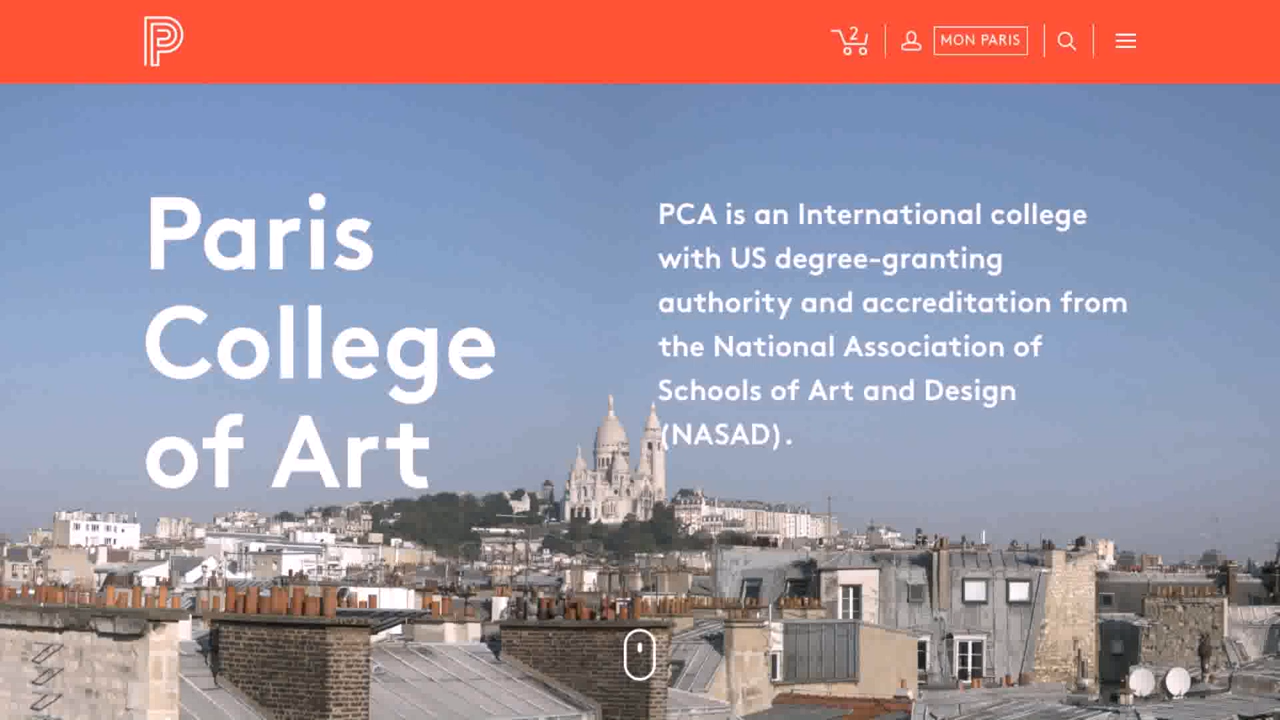 P
2
MON PARIS
Paris
College
of Art
PCA is an International college
with US degree-granting
authority and accreditation from
the National Association of
Schools of Art and Design
(NASAD).